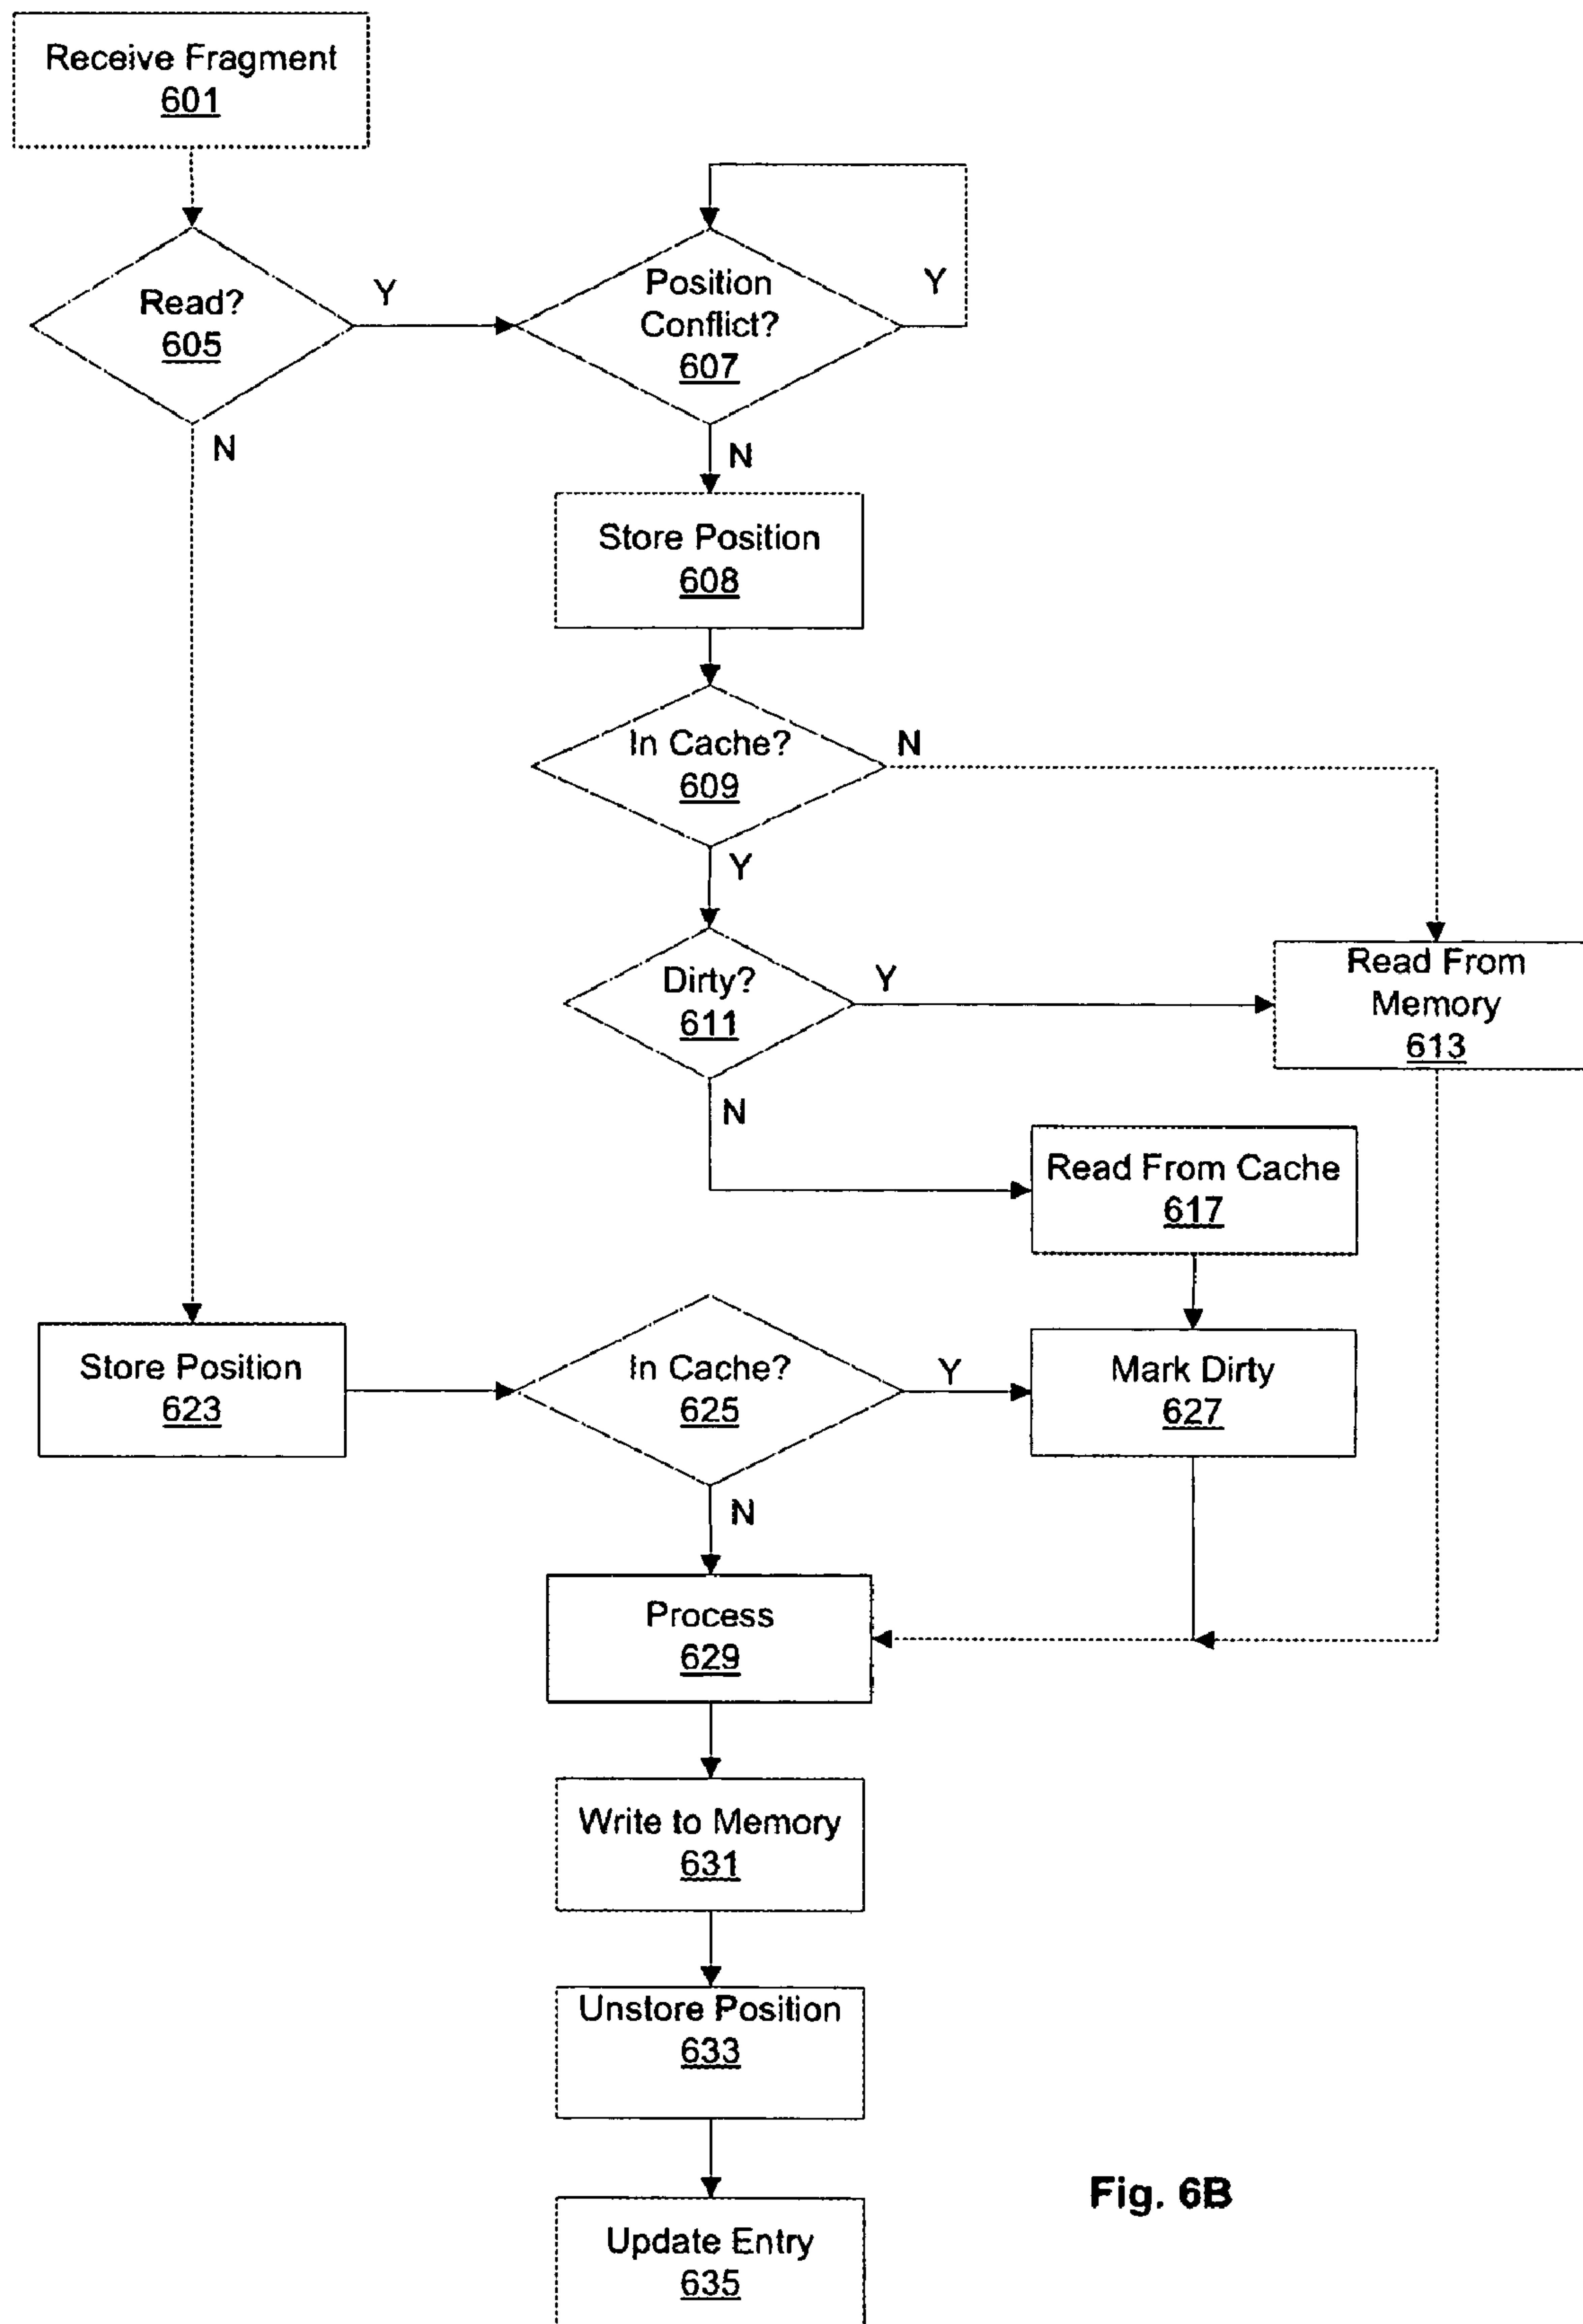 Receive Fragment
601
Read?
605
Y
Position
Conflict?
607
Y
N
N
Store Position
608
In Cache?
609
N
Y
Dirty?
611
Y
Read From
Memory
613
N
Read From Cache
617
Store Position
623
In Cache?
625
Y
Mark Dirty
627
N
Process
629
Write to Memory
631
Unstore Position
633
Update Entry
635
Fig. 6B